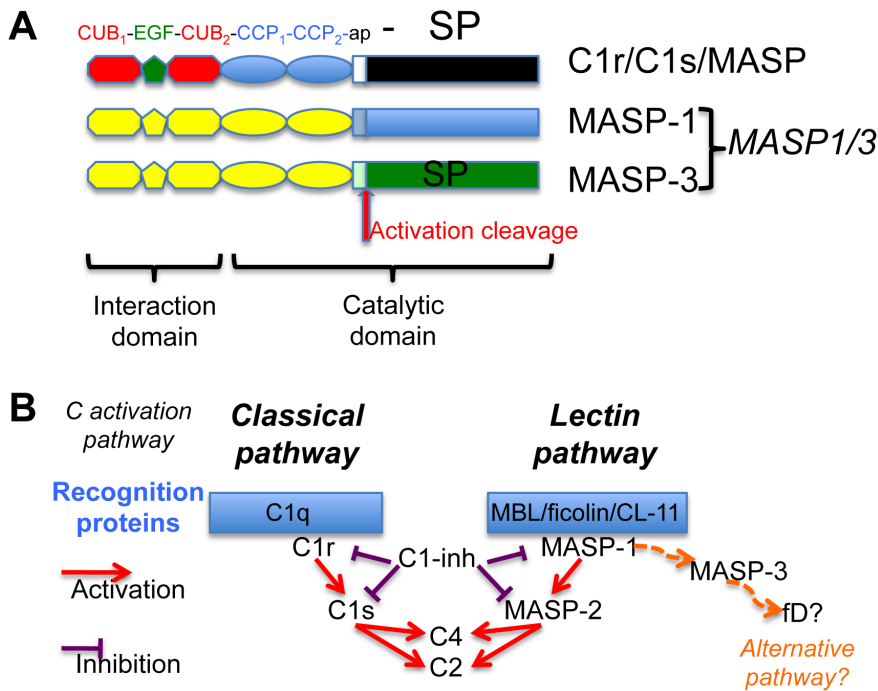 A
CUB1-EGF-CUB2-CCP1-CCP2-ap - SP
C1r/C1s/MASP
MASP-1
MASP1/3
SP
MASP-3
Activation cleavage
Interaction
domain
Catalytic
domain
B
C activation
pathway
Classical
pathway
Lectin
pathway
Recognition
proteins
C1q
MBL/ficolin/CL-11
C1r
C1-inh
MASP-1
MASP-3
Activation
C1s
MASP-2
fD?
C4
C2
Inhibition
Alternative
pathway?